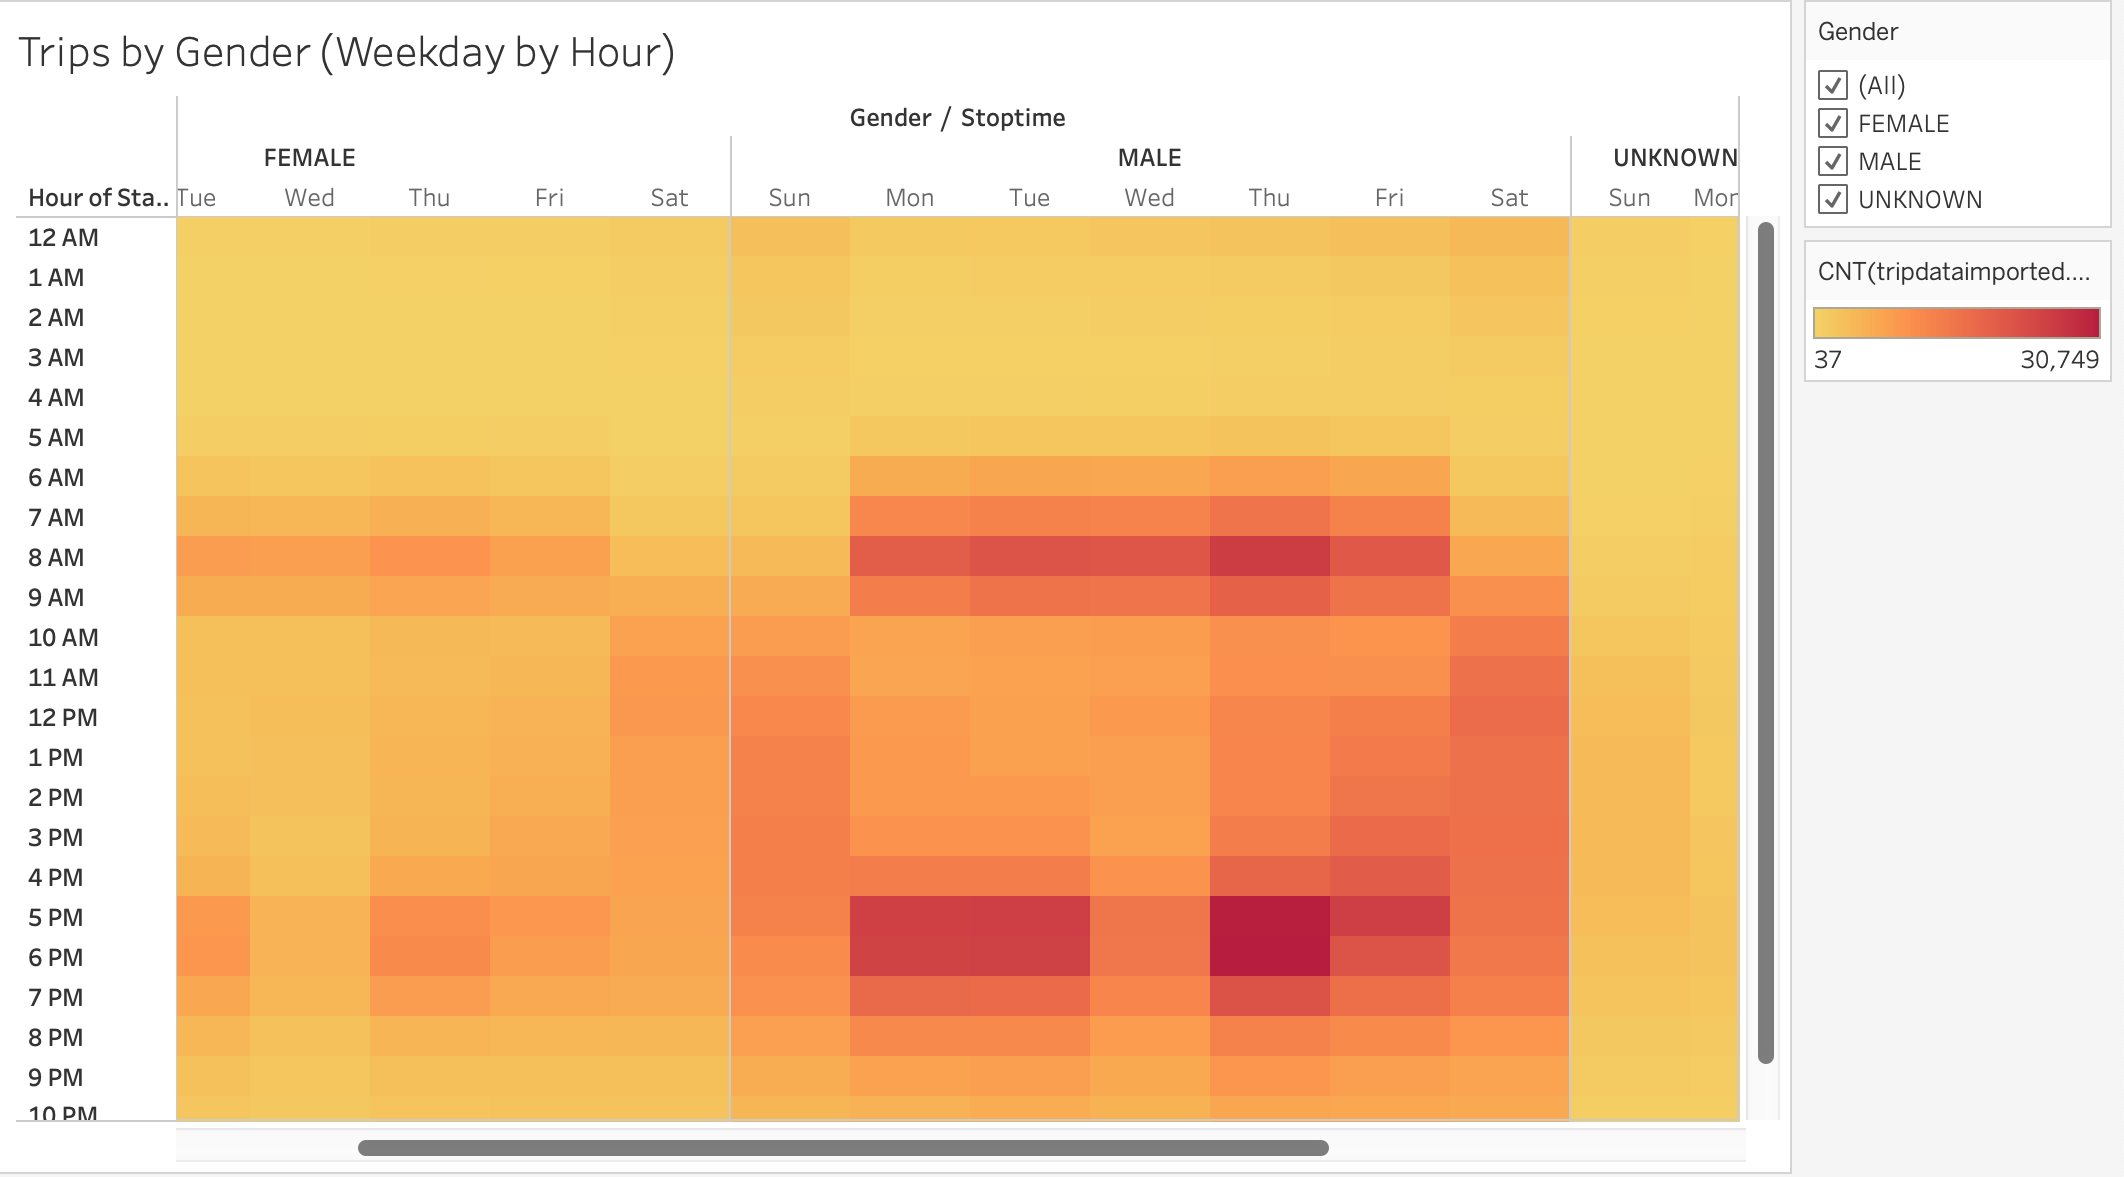 Trips by Gender (Weekday by Hour)
Gender / Stoptime
FEMALE MALE UNKNOWN
Hour of Sta.. Tue Wed Thu Fri Sat Sun Mon Tue Wed Thu Fri Sat Sun Mon
12 AM
1 AM
2 AM
3 AM
4 AM
5 AM
6 AM
7 AM
8 AM
9 AM
10 AM
11 AM
12 PM
1 PM
2 PM
3 PM
4 PM
5 PM
6 PM
7 PM
8 PM
9 PM
10 PM
Gender
(All)
FEMALE
MALE
UNKNOWN
CNT(tripdataimported....
37 30,749